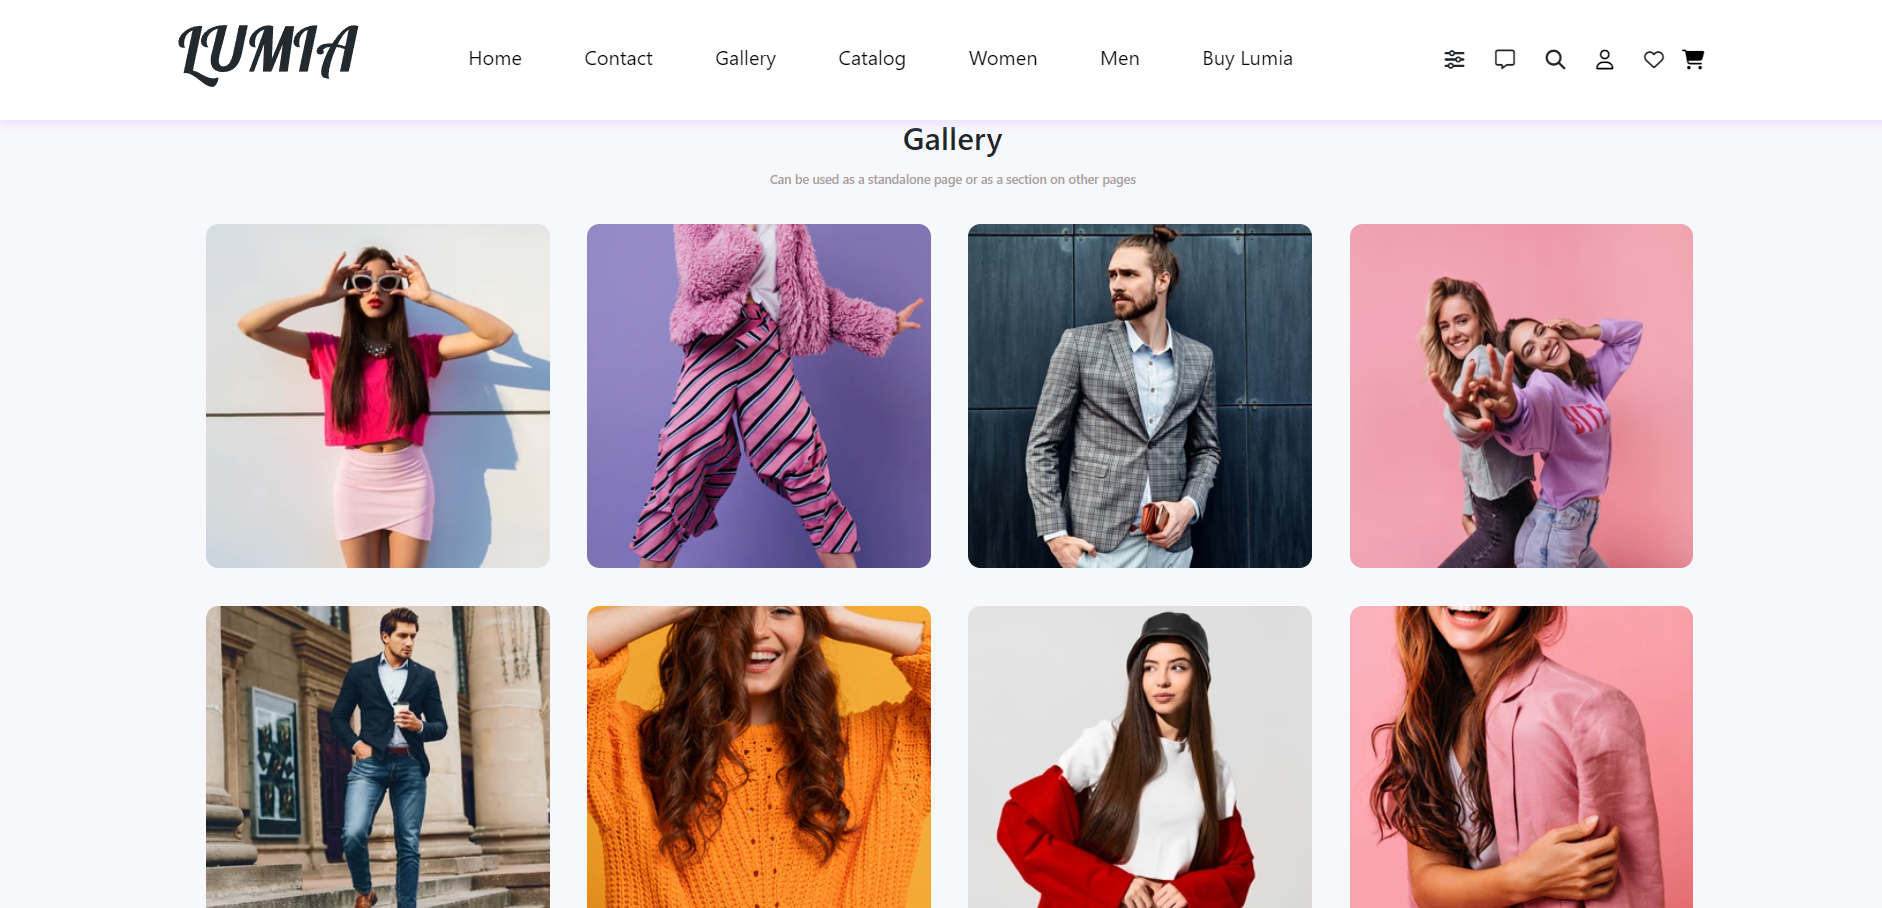 LUMIA
Home Contact Gallery Catalog Women Men Buy Lumia
Gallery
Can be used as a standalone page or as a section on other pages